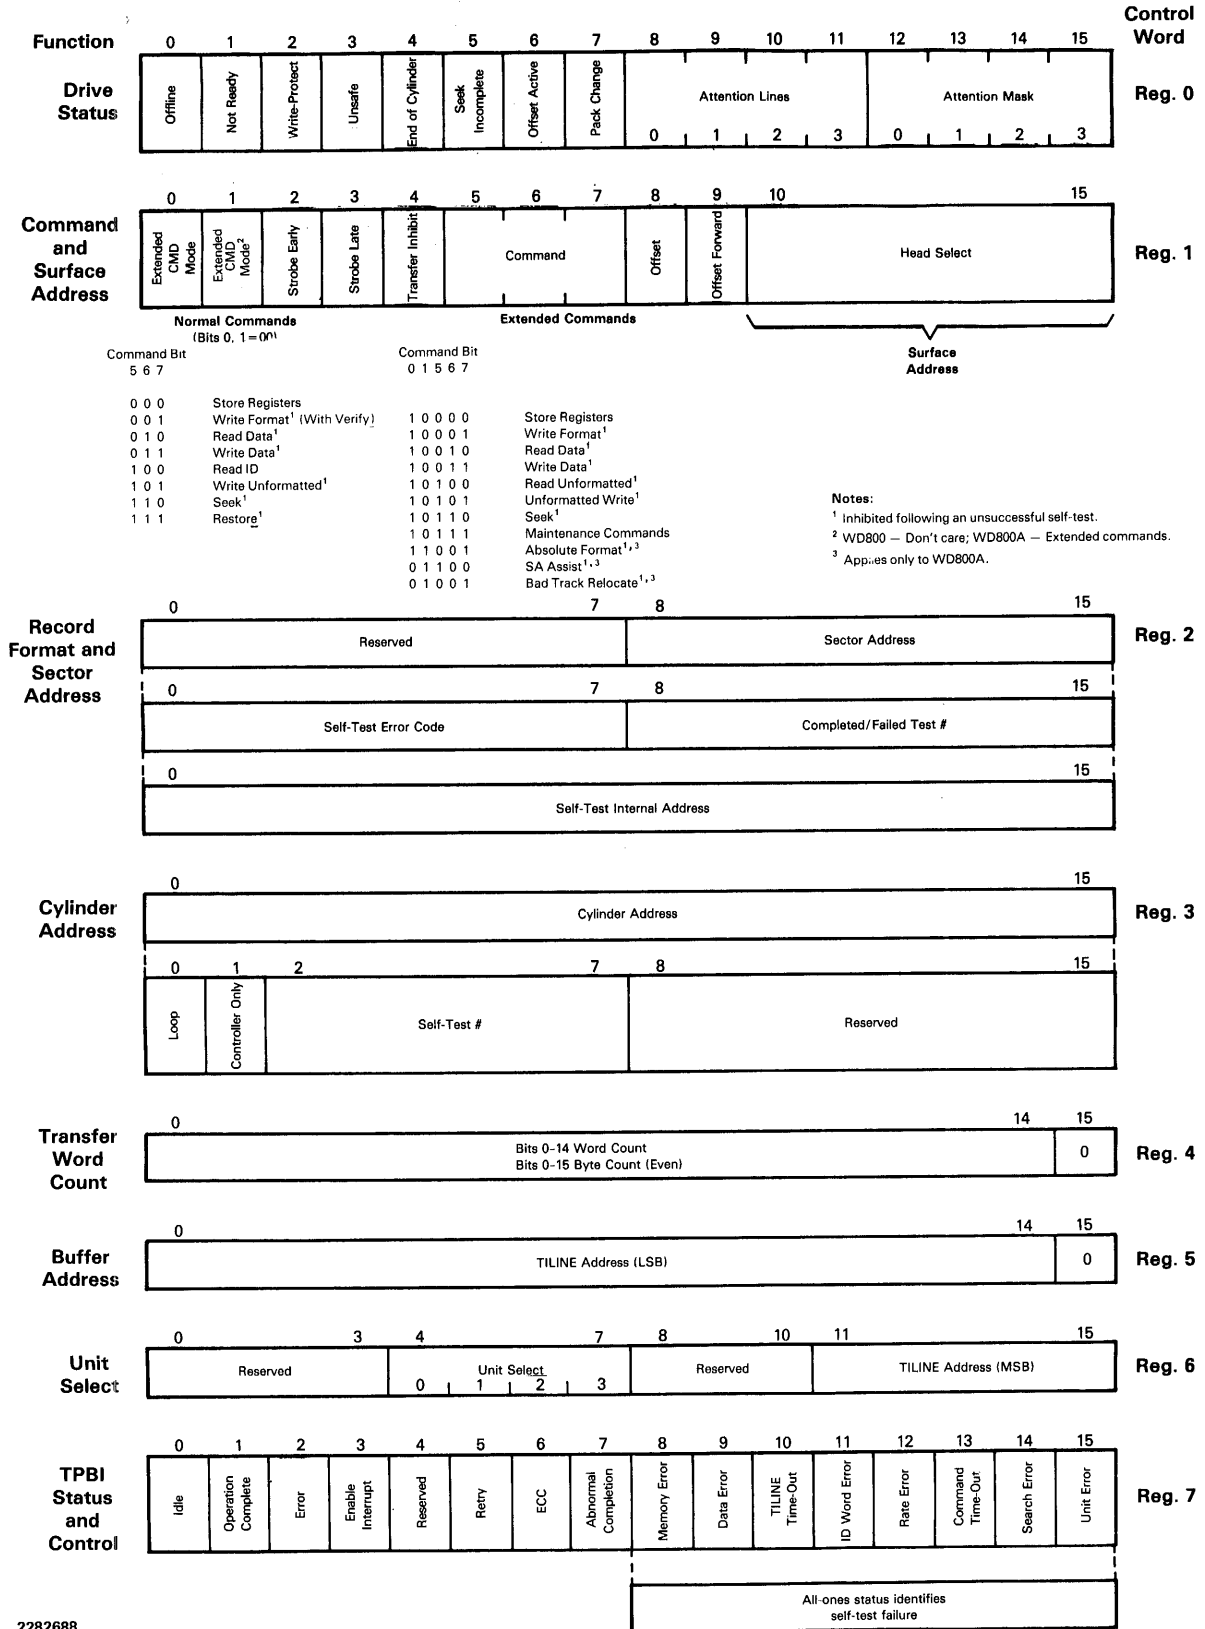 Control
Function 0 1 2 3 4 5 6 7 8 9 10 11 12 13 14 15 Word
Drive Status
Offline
Not Ready
Write-Protect
Unsafe
End of Cylinder
Seek Incomplete
Offset Active
Pack Change
Attention Lines
0 1 2 3
Attention Mask
0 1 2 3
Reg. 0
0 1 2 3 4 5 6 7 8 9 10 15
Command and Surface Address
Extended CMD Mode
Extended CMD Mode²
Strobe Early
Strobe Late
Transfer Inhibit
Command
Offset
Offset Forward
Head Select
Reg. 1
Normal Commands
(Bits 0, 1=00)
Extended Commands
Surface
Address
Command Bit
5 6 7
0 0 0 Store Registers
0 0 1 Write Format¹ (With Verify)
0 1 0 Read Data¹
0 1 1 Write Data¹
1 0 0 Read ID
1 0 1 Write Unformatted¹
1 1 0 Seek¹
1 1 1 Restore¹
Command Bit
0 1 5 6 7
1 0 0 0 0 Store Registers
1 0 0 0 1 Write Format¹
1 0 0 1 0 Read Data¹
1 0 0 1 1 Write Data¹
1 0 1 0 0 Read Unformatted¹
1 0 1 0 1 Unformatted Write¹
1 0 1 1 0 Seek¹
1 0 1 1 1 Maintenance Commands
1 1 0 0 1 Absolute Format¹,³
0 1 1 0 0 SA Assist¹,³
0 1 0 0 1 Bad Track Relocate¹,³
Notes:
¹ Inhibited following an unsuccessful self-test.
² WD800 — Don't care; WD800A — Extended commands.
³ Applies only to WD800A.
0 7 8 15
Record Format and Sector Address
Reserved
Sector Address
Reg. 2
0 7 8 15
Self-Test Error Code
Completed/Failed Test #
0 15
Self-Test Internal Address
0 15
Cylinder Address
Cylinder Address
Reg. 3
0 1 2 7 8 15
Loop
Controller Only
Self-Test #
Reserved
0 14 15
Transfer Word Count
Bits 0-14 Word Count
Bits 0-15 Byte Count (Even)
0
Reg. 4
0 14 15
Buffer Address
TILINE Address (LSB)
0
Reg. 5
0 3 4 7 8 10 11 15
Unit Select
Reserved
Unit Select
0 1 2 3
Reserved
TILINE Address (MSB)
Reg. 6
0 1 2 3 4 5 6 7 8 9 10 11 12 13 14 15
TPBI Status and Control
Idle
Operation Complete
Error
Enable Interrupt
Reserved
Retry
ECC
Abnormal Completion
Memory Error
Data Error
TILINE Time-Out
ID Word Error
Rate Error
Command Time-Out
Search Error
Unit Error
Reg. 7
All-ones status identifies
self-test failure
2282688